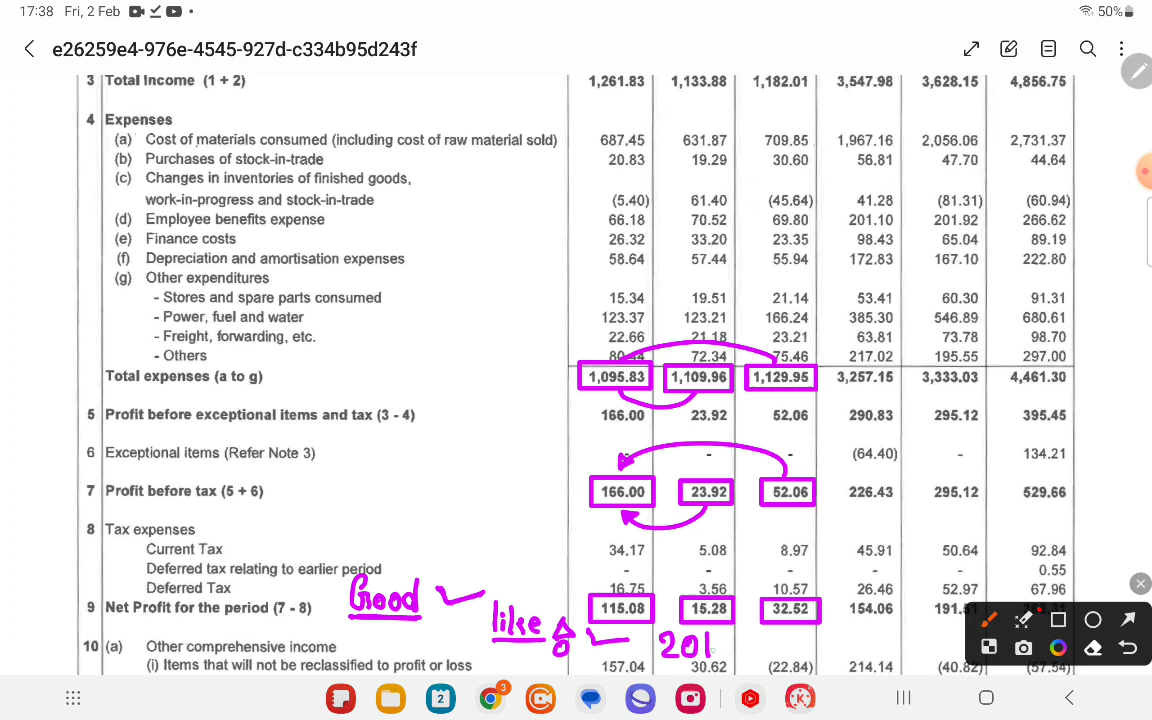 17:38 Fri, 2 Feb 50%
e26259e4-976e-4545-927d-c334b95d243f
3 Total Income (1 + 2) 1,261.83 1,133.88 1,182.01 3,547.98 3,628.15 4,856.75
4 Expenses
(a) Cost of materials consumed (including cost of raw material sold) 687.45 631.87 709.85 1,967.16 2,056.06 2,731.37
(b) Purchases of stock-in-trade 20.83 19.29 30.60 56.81 47.70 44.64
(c) Changes in inventories of finished goods,
work-in-progress and stock-in-trade (5.40) 61.40 (45.64) 41.28 (81.31) (60.94)
(d) Employee benefits expense 66.18 70.52 69.80 201.10 201.92 266.62
(e) Finance costs 26.32 33.20 23.35 98.43 65.04 89.19
(f) Depreciation and amortisation expenses 58.64 57.44 55.94 172.83 167.10 222.80
(g) Other expenditures
- Stores and spare parts consumed 15.34 19.51 21.14 53.41 60.30 91.31
- Power, fuel and water 123.37 123.21 166.24 385.30 546.89 680.61
- Freight, forwarding, etc. 22.66 21.18 23.21 63.81 73.78 98.70
- Others 72.34 75.46 217.02 195.55 297.00
Total expenses (a to g) 1,095.83 1,109.96 1,129.95 3,257.15 3,333.03 4,461.30
5 Profit before exceptional items and tax (3 - 4) 166.00 23.92 52.06 290.83 295.12 395.45
6 Exceptional items (Refer Note 3) - - - (64.40) - 134.21
7 Profit before tax (5 + 6) 166.00 23.92 52.06 226.43 295.12 529.66
8 Tax expenses
Current Tax 34.17 5.08 8.97 45.91 50.64 92.84
Deferred tax relating to earlier period - - - - - 0.55
Deferred Tax 16.75 3.56 10.57 26.46 52.97 67.96
Good
9 Net Profit for the period (7 - 8) 115.08 15.28 32.52 154.06
like 201
10 (a) Other comprehensive income
(i) Items that will not be reclassified to profit or loss 157.04 30.62 (22.84) 214.14 (40.82) (57.54)
3
2